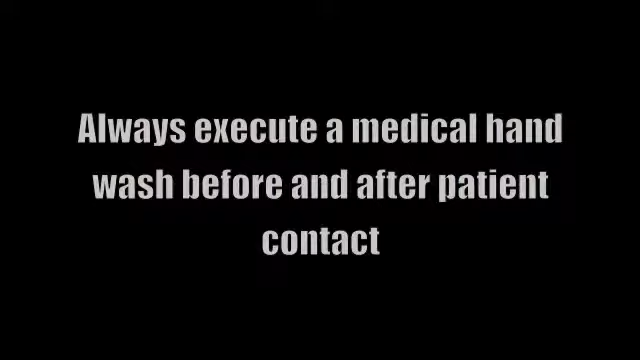 Always execute a medical hand
wash before and after patient
contact